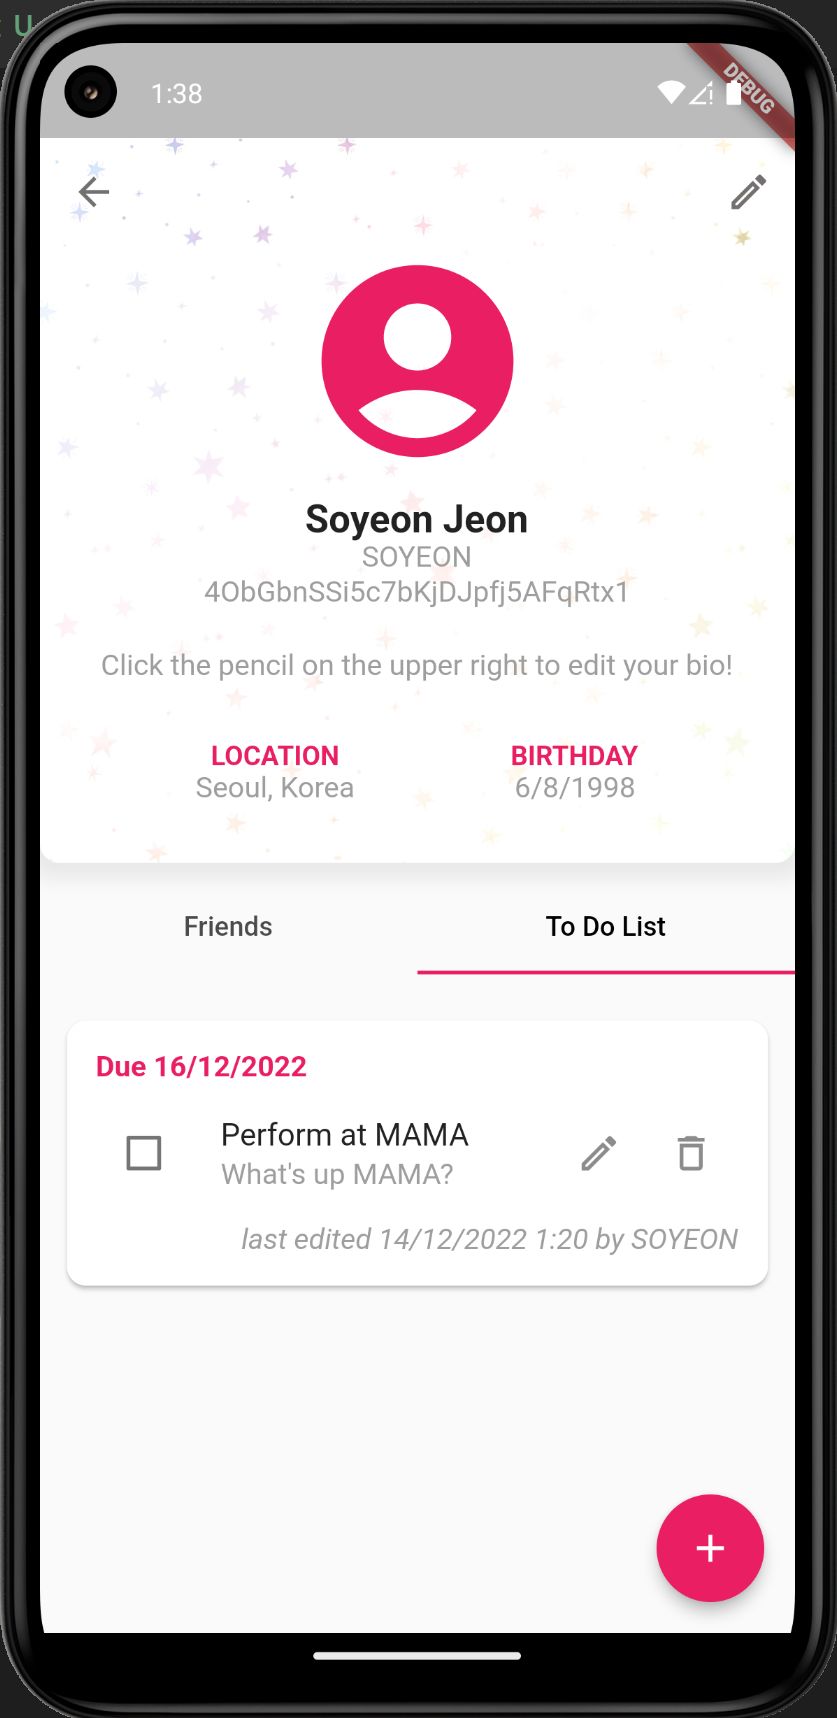 U
1:38
DEBUG
Soyeon Jeon
SOYEON
4ObGbnSSi5c7bKjDJpfj5AFqRtx1
Click the pencil on the upper right to edit your bio!
LOCATION
BIRTHDAY
Seoul, Korea
6/8/1998
Friends
To Do List
Due 16/12/2022
Perform at MAMA
What's up MAMA?
last edited 14/12/2022 1:20 by SOYEON